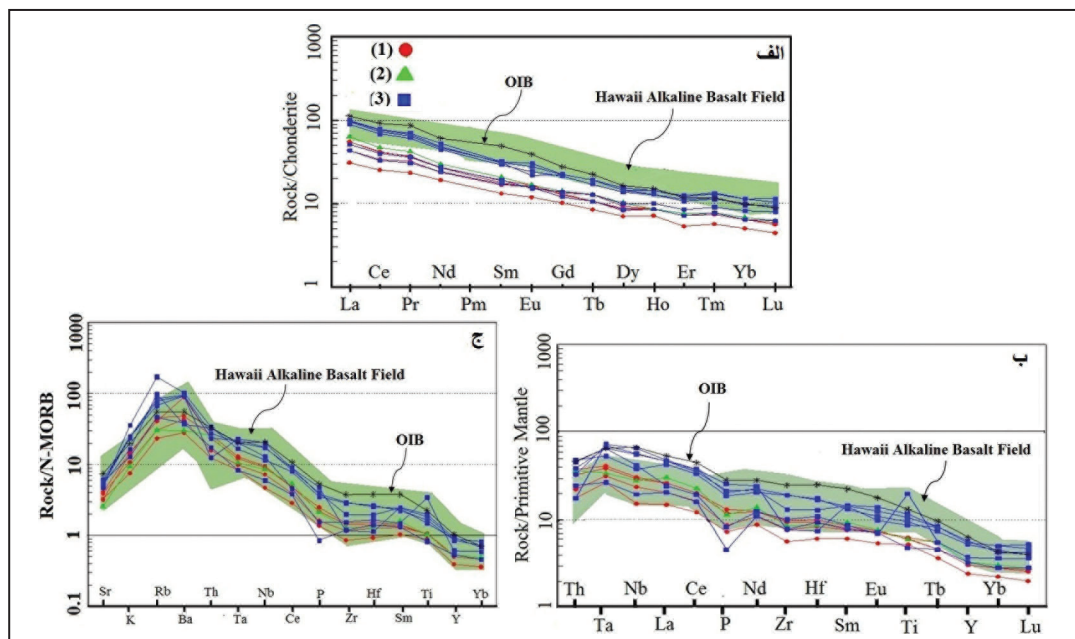 الف
1000
100
10
1
Rock/Chonderite
(1)
(2)
(3)
OIB
Hawaii Alkaline Basalt Field
Ce Nd Sm Gd Dy Er Yb
La Pr Pm Eu Tb Ho Tm Lu
ج
1000
100
10
1
0.1
Rock/N-MORB
Hawaii Alkaline Basalt Field
OIB
Sr Rb Th Nb P Hf Ti Yb
K Ba Ta Ce Zr Sm Y
ب
1000
100
10
1
Rock/Primitive Mantle
OIB
Hawaii Alkaline Basalt Field
Th Nb Ce Nd Hf Eu Tb Yb
Ta La P Zr Sm Ti Y Lu